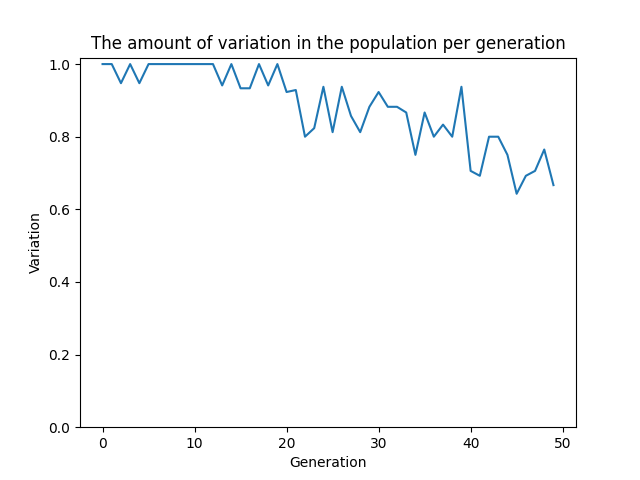 The amount of variation in the population per generation
1.0
0.8
0.6
0.4
0.2
0.0
Variation
0 10 20 30 40 50
Generation